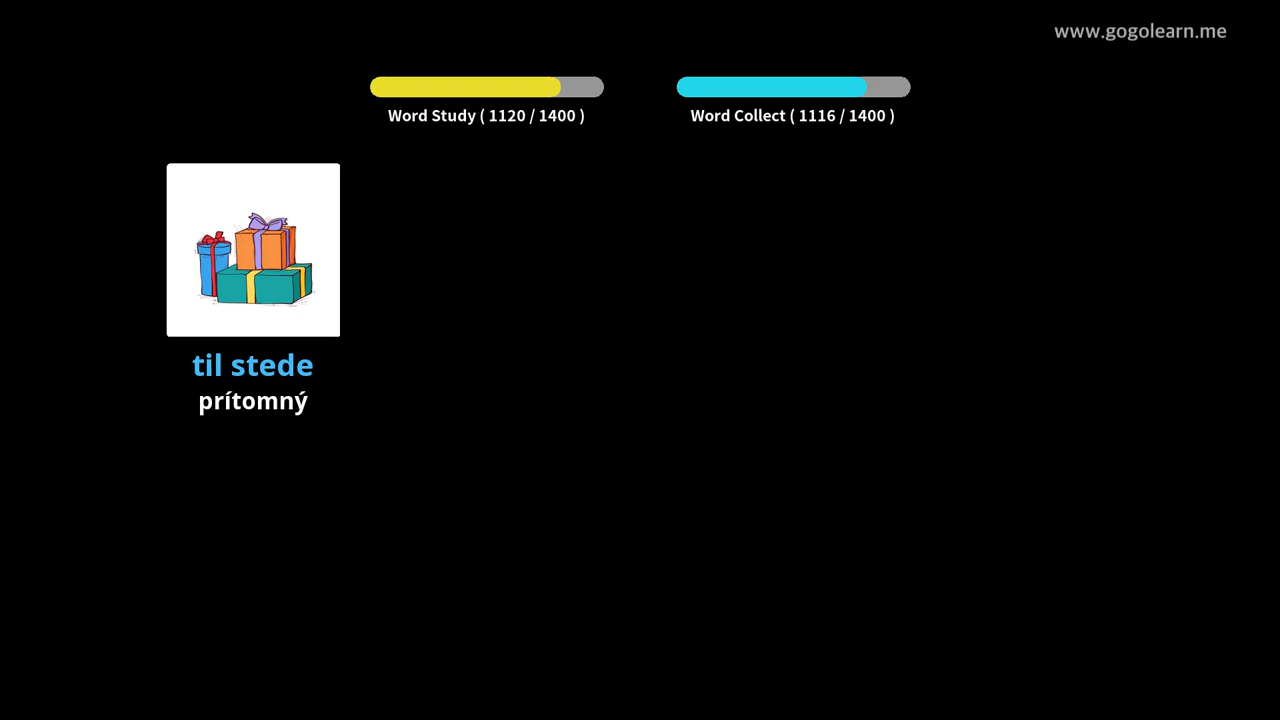 www.gogolearn.me
Word Study ( 1120 / 1400 )
Word Collect ( 1116 / 1400 )
til stede
prítomný